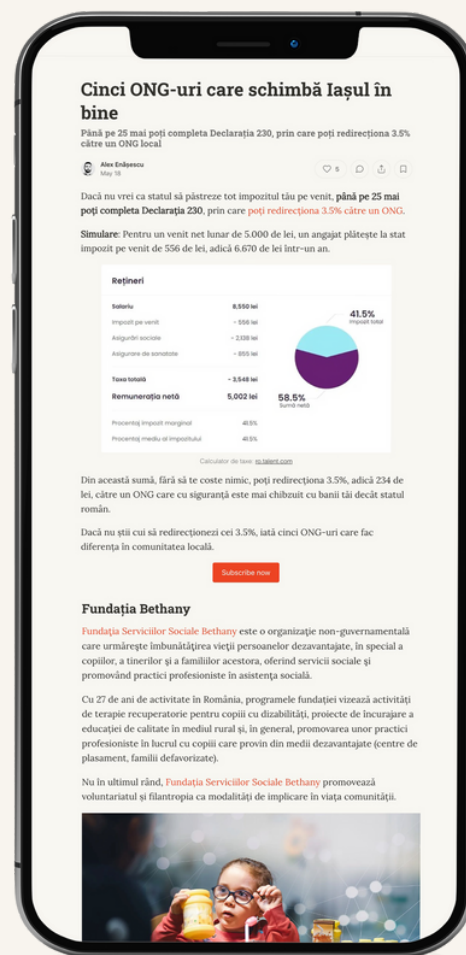 Cinci ONG-uri care schimbă Iașul în
bine
Până pe 25 mai poți completa Declarația 230, prin care poți redirecționa 3.5%
către un ONG local
Alex Enășescu
May 18
5
Dacă nu vrei ca statul să păstreze tot impozitul tău pe venit, până pe 25 mai
poți completa Declarația 230, prin care poți redirecționa 3.5% către un ONG.
Simulare: Pentru un venit net lunar de 5.000 de lei, un angajat plătește la stat
impozit pe venit de 556 de lei, adică 6.670 de lei într-un an.
Rețineri
Salariu 8,550 lei
Impozit pe venit - 556 lei
Asigurări sociale - 2,138 lei
Asigurare de sanatate - 855 lei
Taxa totală - 3,548 lei
Remunerația netă 5,002 lei
Procentaj impozit marginal 41.5%
Procentaj mediu al impozitului 41.5%
41.5%
Impozit total
58.5%
Sumă netă
Calculator de taxe: ro.talent.com
Din această sumă, fără să te coste nimic, poți redirecționa 3.5%, adică 234 de
lei, către un ONG care cu siguranță este mai chibzuit cu banii tăi decât statul
român.
Dacă nu știi cui să redirecționezi cei 3.5%, iată cinci ONG-uri care fac
diferența în comunitatea locală.
Subscribe now
Fundația Bethany
Fundaţia Serviciilor Sociale Bethany este o organizaţie non-guvernamentală
care urmăreşte îmbunătăţirea vieţii persoanelor dezavantajate, în special a
copiilor, a tinerilor şi a familiilor acestora, oferind servicii sociale şi
promovând practici profesioniste în asistenţa socială.
Cu 27 de ani de activitate în România, programele fundației vizează activități
de terapie recuperatorie pentru copiii cu dizabilități, proiecte de încurajare a
educației de calitate în mediul rural și, în general, promovarea unor practici
profesioniste în lucrul cu copiii care provin din medii dezavantajate (centre de
plasament, familii defavorizate).
Nu în ultimul rând, Fundația Serviciilor Sociale Bethany promovează
voluntariatul și filantropia ca modalități de implicare în viața comunității.